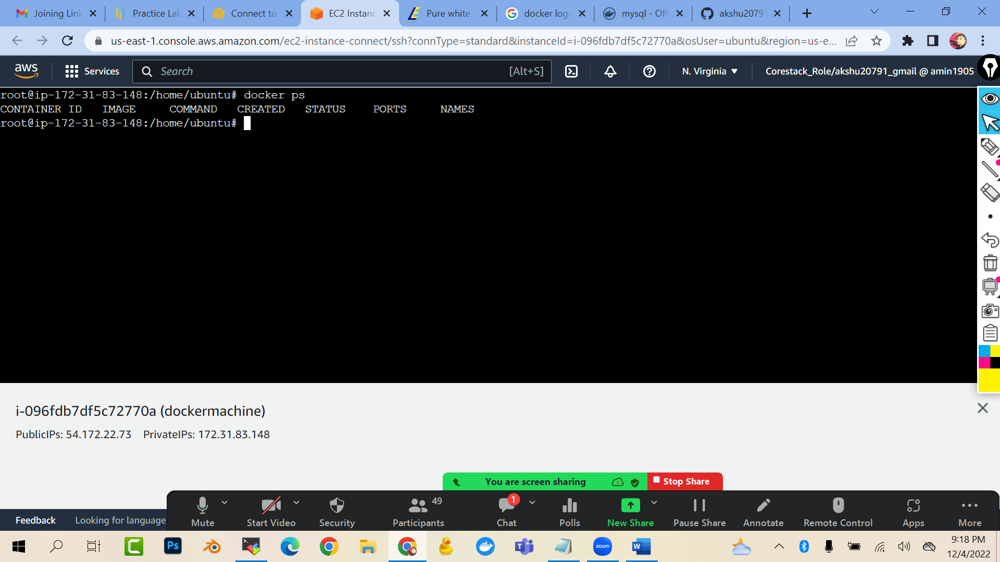 Joining Link
Practice Lab
Connect to
EC2 Instanc
Pure white
docker logo
mysql - Offi
akshu20791
us-east-1.console.aws.amazon.com/ec2-instance-connect/ssh?connType=standard&instanceId=i-096fdb7df5c72770a&osUser=ubuntu&region=us-e...
aws
Services
Search
[Alt+S]
N. Virginia
Corestack_Role/akshu20791_gmail @ amin1905
root@ip-172-31-83-148:/home/ubuntu# docker ps
CONTAINER ID IMAGE COMMAND CREATED STATUS PORTS NAMES
root@ip-172-31-83-148:/home/ubuntu#
i-096fdb7df5c72770a (dockermachine)
PublicIPs: 54.172.22.73 PrivateIPs: 172.31.83.148
You are screen sharing
Stop Share
49
1
Mute
Start Video
Security
Participants
Chat
Polls
New Share
Pause Share
Annotate
Remote Control
Apps
More
Feedback
Looking for language
Ps
zoom
W
9:18 PM
12/4/2022